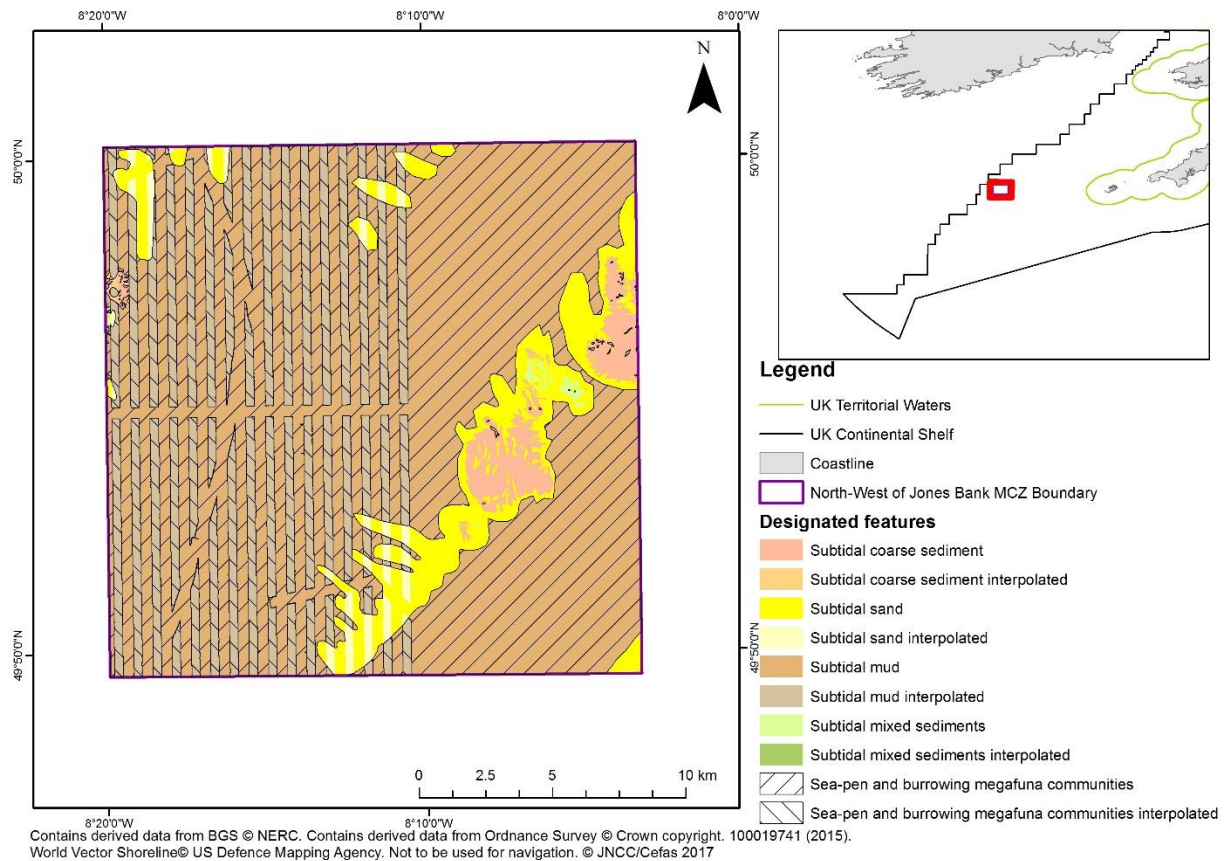 8°20'0"W
8°10'0"W
8°0'0"W
N
50°0'0"N
50°0'0"N
49°50'0"N
49°50'0"N
0 2.5 5 10 km
8°20'0"W
8°10'0"W
8°0'0"W
Legend
UK Territorial Waters
UK Continental Shelf
Coastline
North-West of Jones Bank MCZ Boundary
Designated features
Subtidal coarse sediment
Subtidal coarse sediment interpolated
Subtidal sand
Subtidal sand interpolated
Subtidal mud
Subtidal mud interpolated
Subtidal mixed sediments
Subtidal mixed sediments interpolated
Sea-pen and burrowing megafuna communities
Sea-pen and burrowing megafuna communities interpolated
Contains derived data from BGS © NERC. Contains derived data from Ordnance Survey © Crown copyright. 100019741 (2015).
World Vector Shoreline© US Defence Mapping Agency. Not to be used for navigation. © JNCC/Cefas 2017